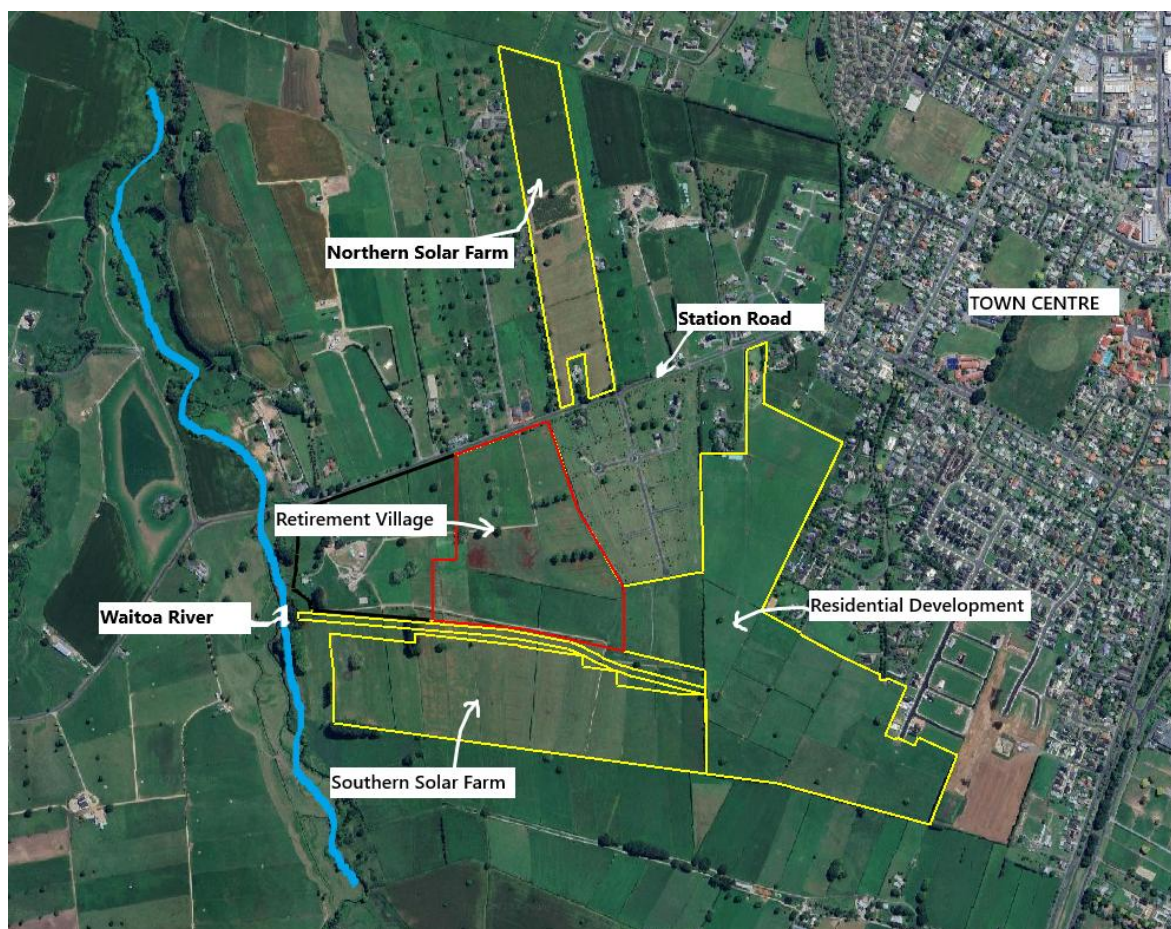 Northern Solar Farm
Station Road
TOWN CENTRE
Retirement Village
Residential Development
Waitoa River
Southern Solar Farm